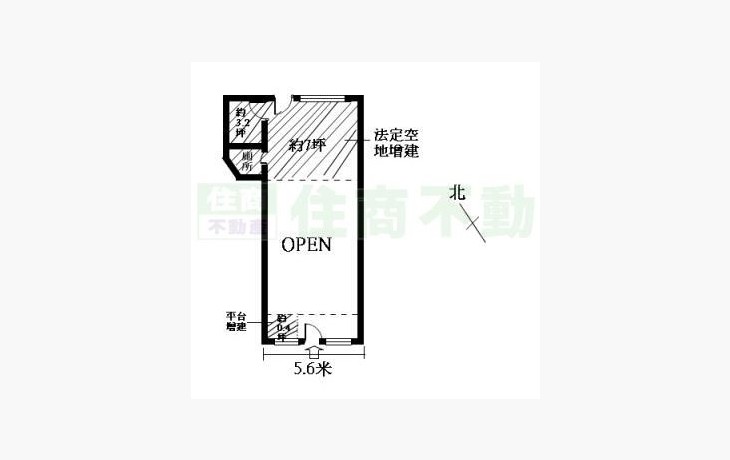 約
3.2
坪
約7坪
法定空
地增建
廁
所
北
住商
不動產
住商不動
OPEN
平台
增建
約
0.4
坪
5.6米